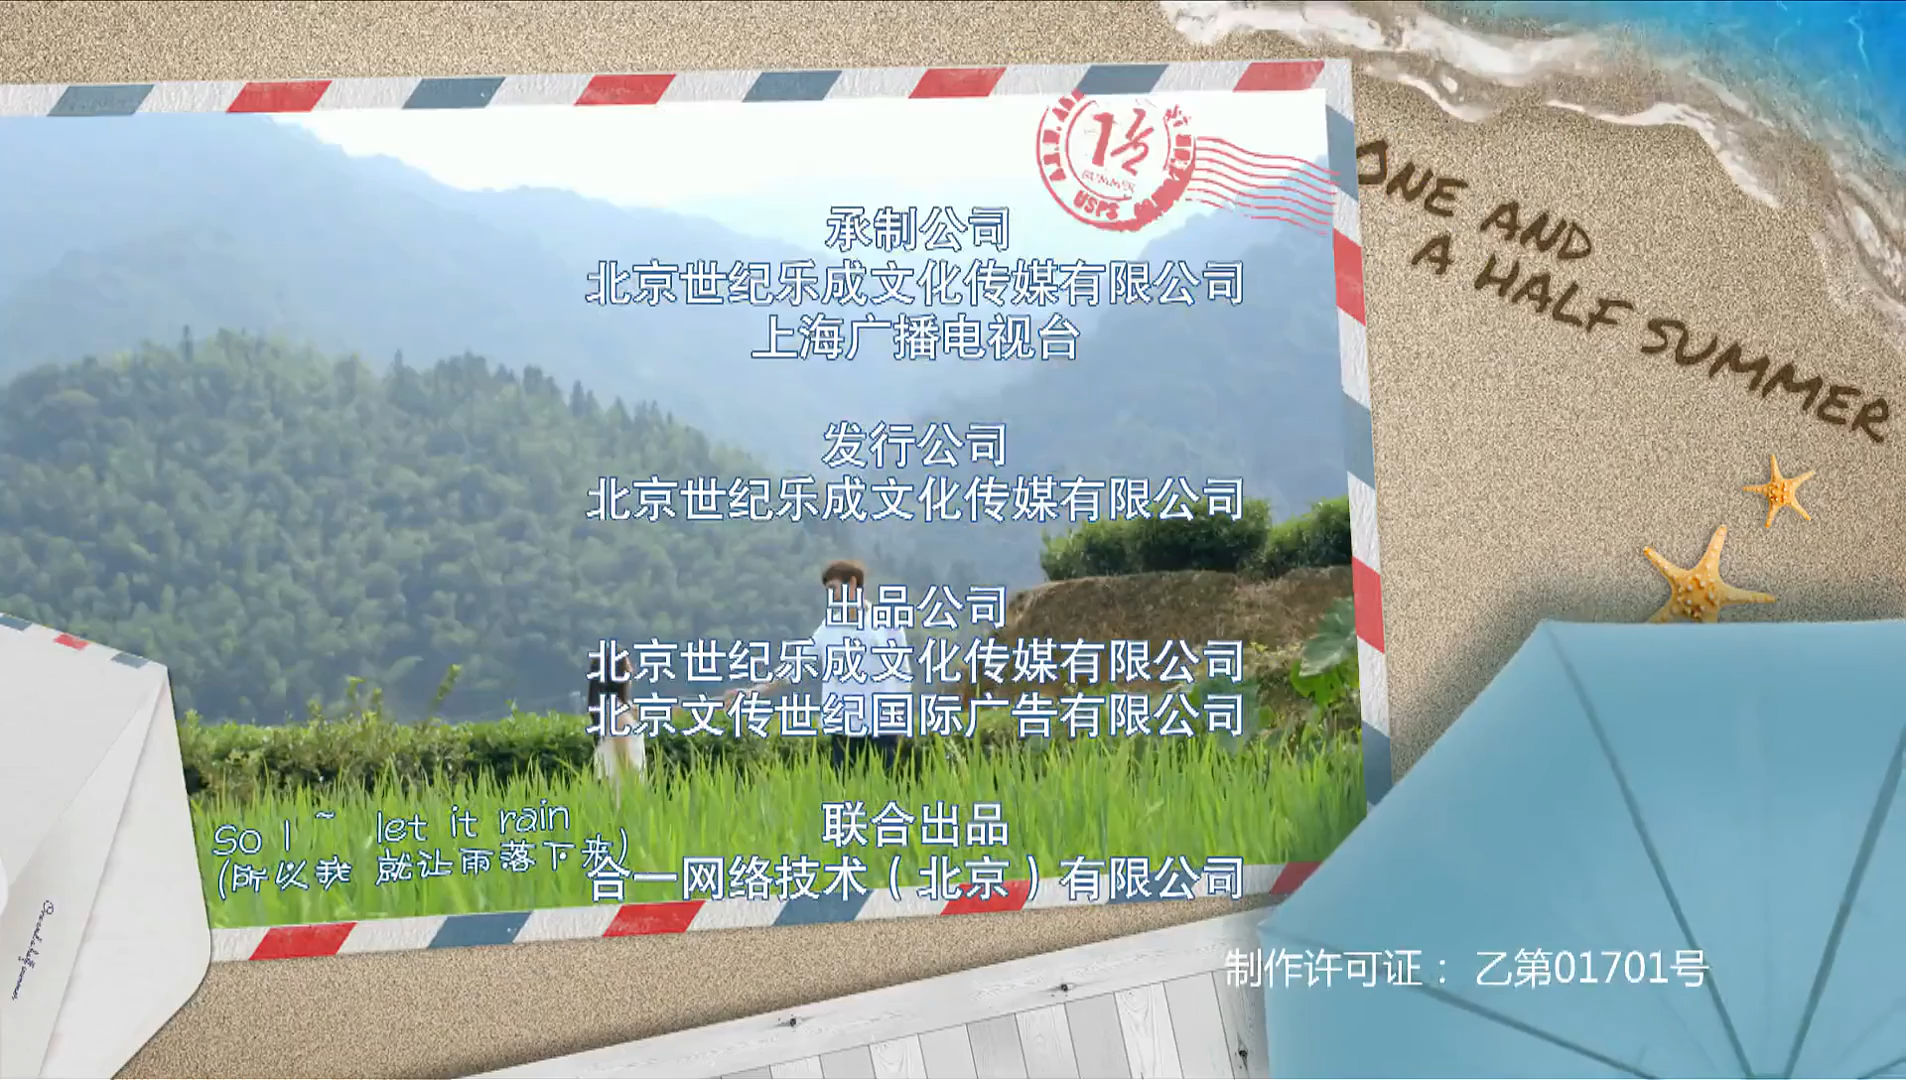 1½
SUMMER
USPS
ONE AND
A HALF SUMMER
承制公司
北京世纪乐成文化传媒有限公司
上海广播电视台
发行公司
北京世纪乐成文化传媒有限公司
出品公司
北京世纪乐成文化传媒有限公司
北京文传世纪国际广告有限公司
联合出品
合一网络技术（北京）有限公司
So I ~ let it rain
(所以我 就让雨落下来)
制作许可证： 乙第01701号